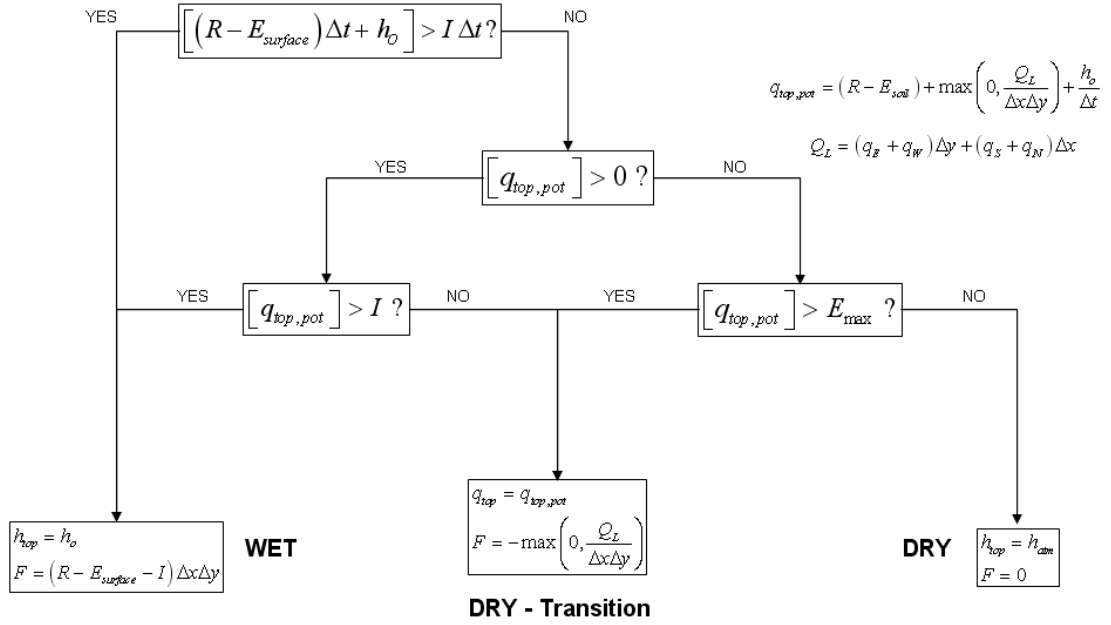 YES
[(R − E_surface) Δt + h_O] > I Δt ?
NO
q_top,pot = (R − E_soil) + max(0, Q_L / ΔxΔy) + h_o / Δt
Q_L = (q_E + q_W) Δy + (q_S + q_N) Δx
YES
[q_top,pot] > 0 ?
NO
YES
[q_top,pot] > I ?
NO
YES
[q_top,pot] > E_max ?
NO
h_top = h_o
F = (R − E_surface − I) ΔxΔy
WET
q_top = q_top,pot
F = − max(0, Q_L / ΔxΔy)
DRY - Transition
DRY
h_top = h_atm
F = 0